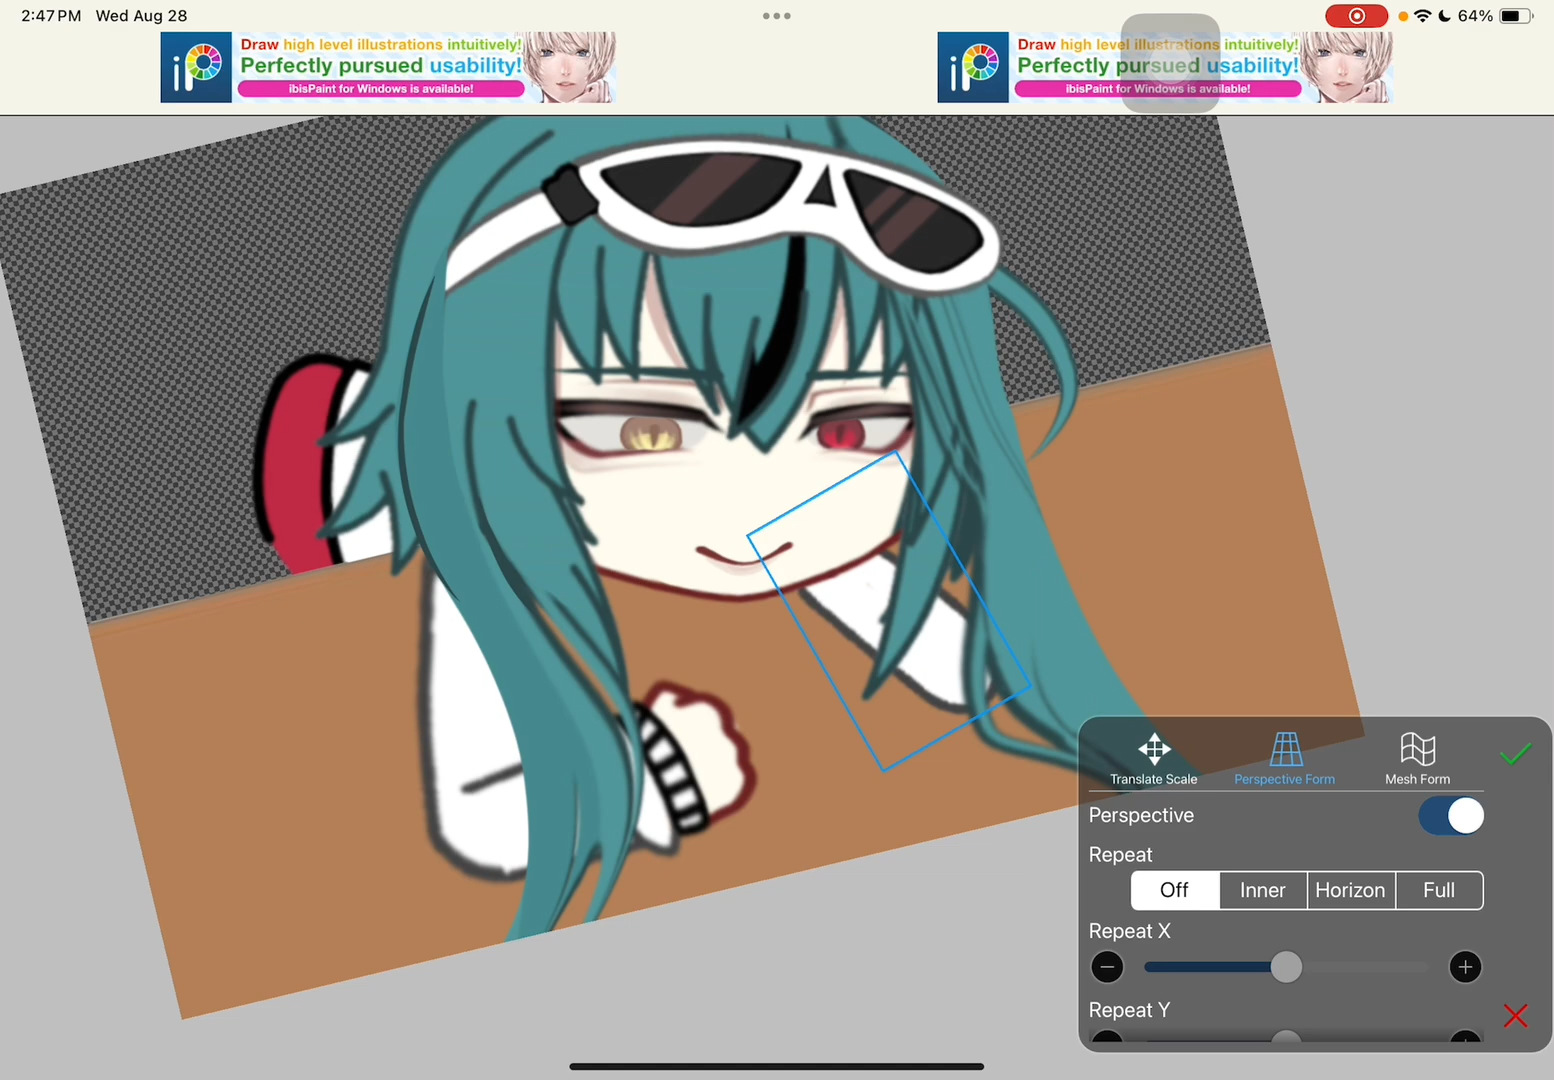 2:47 PM Wed Aug 28
64%
iP
Draw high level illustrations intuitively!
Perfectly pursued usability!
ibisPaint for Windows is available!
iP
Draw high level illustrations intuitively!
Perfectly pursued usability!
ibisPaint for Windows is available!
Translate Scale
Perspective Form
Mesh Form
Perspective
Repeat
Off
Inner
Horizon
Full
Repeat X
Repeat Y